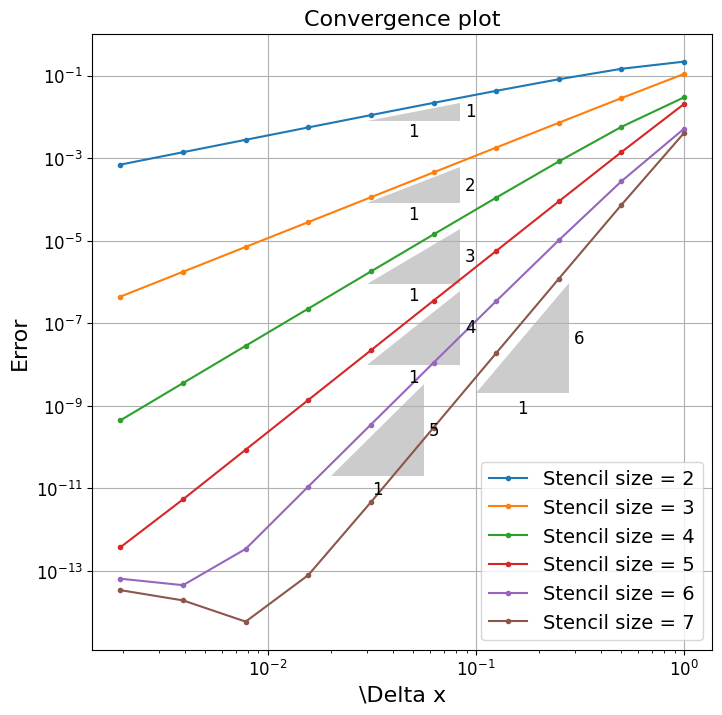 Convergence plot
10⁻¹
10⁻³
10⁻⁵
10⁻⁷
10⁻⁹
10⁻¹¹
10⁻¹³
Error
1
1
2
1
3
1
4
1
5
1
6
1
Stencil size = 2
Stencil size = 3
Stencil size = 4
Stencil size = 5
Stencil size = 6
Stencil size = 7
10⁻²
10⁻¹
10⁰
\Delta x